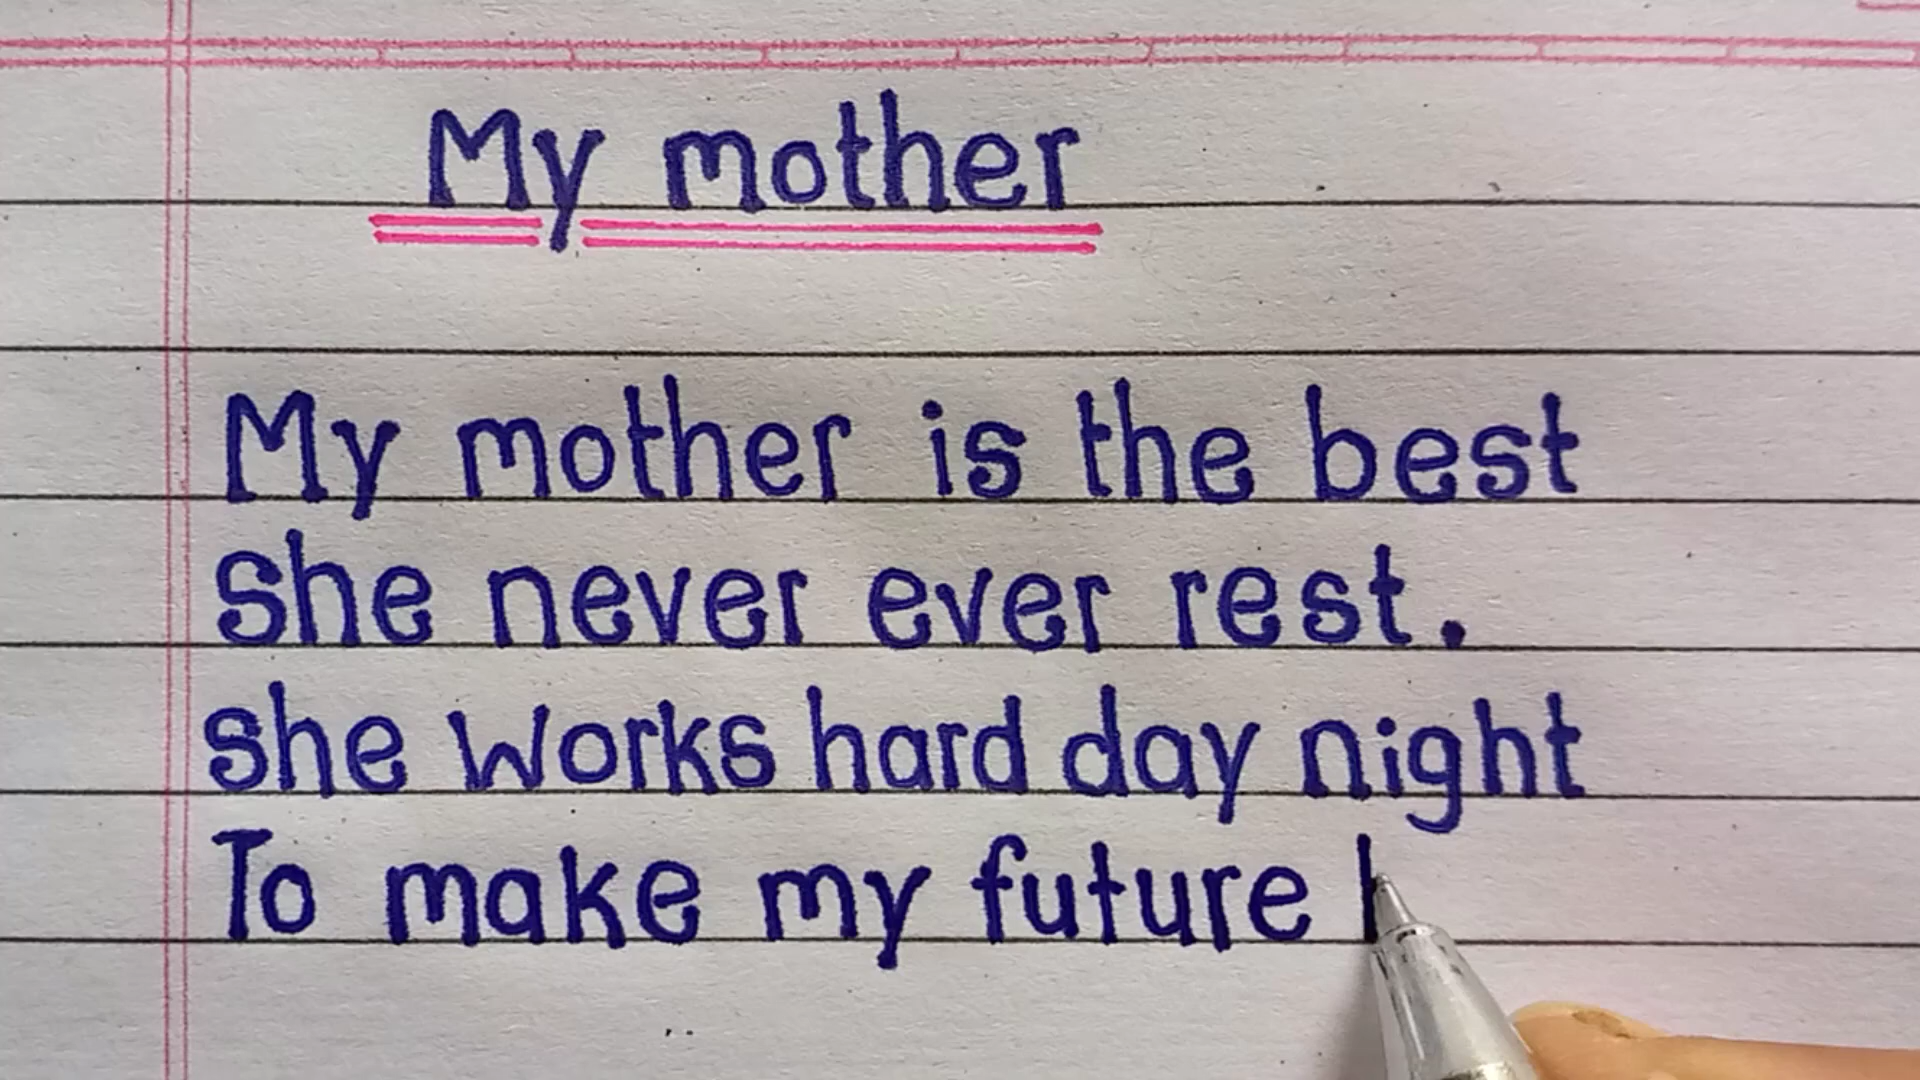 My mother
My mother is the best
She never ever rest.
She works hard day night
To make my future